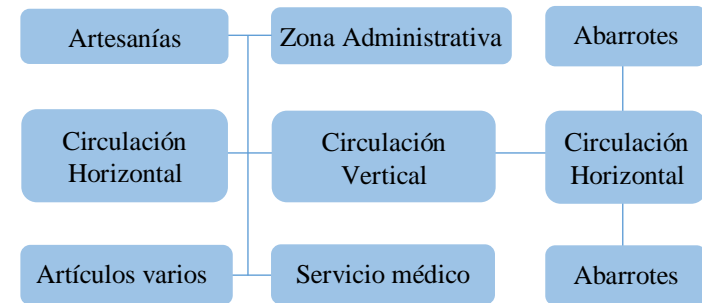 Artesanías
Zona Administrativa
Abarrotes
Circulación
Horizontal
Circulación
Vertical
Circulación
Horizontal
Artículos varios
Servicio médico
Abarrotes